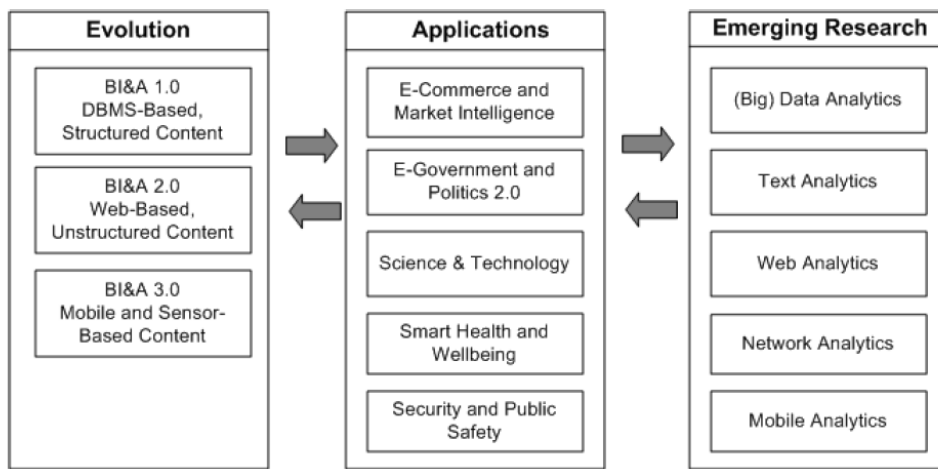 Evolution
BI&A 1.0
DBMS-Based,
Structured Content
BI&A 2.0
Web-Based,
Unstructured Content
BI&A 3.0
Mobile and Sensor-
Based Content
Applications
E-Commerce and
Market Intelligence
E-Government and
Politics 2.0
Science & Technology
Smart Health and
Wellbeing
Security and Public
Safety
Emerging Research
(Big) Data Analytics
Text Analytics
Web Analytics
Network Analytics
Mobile Analytics